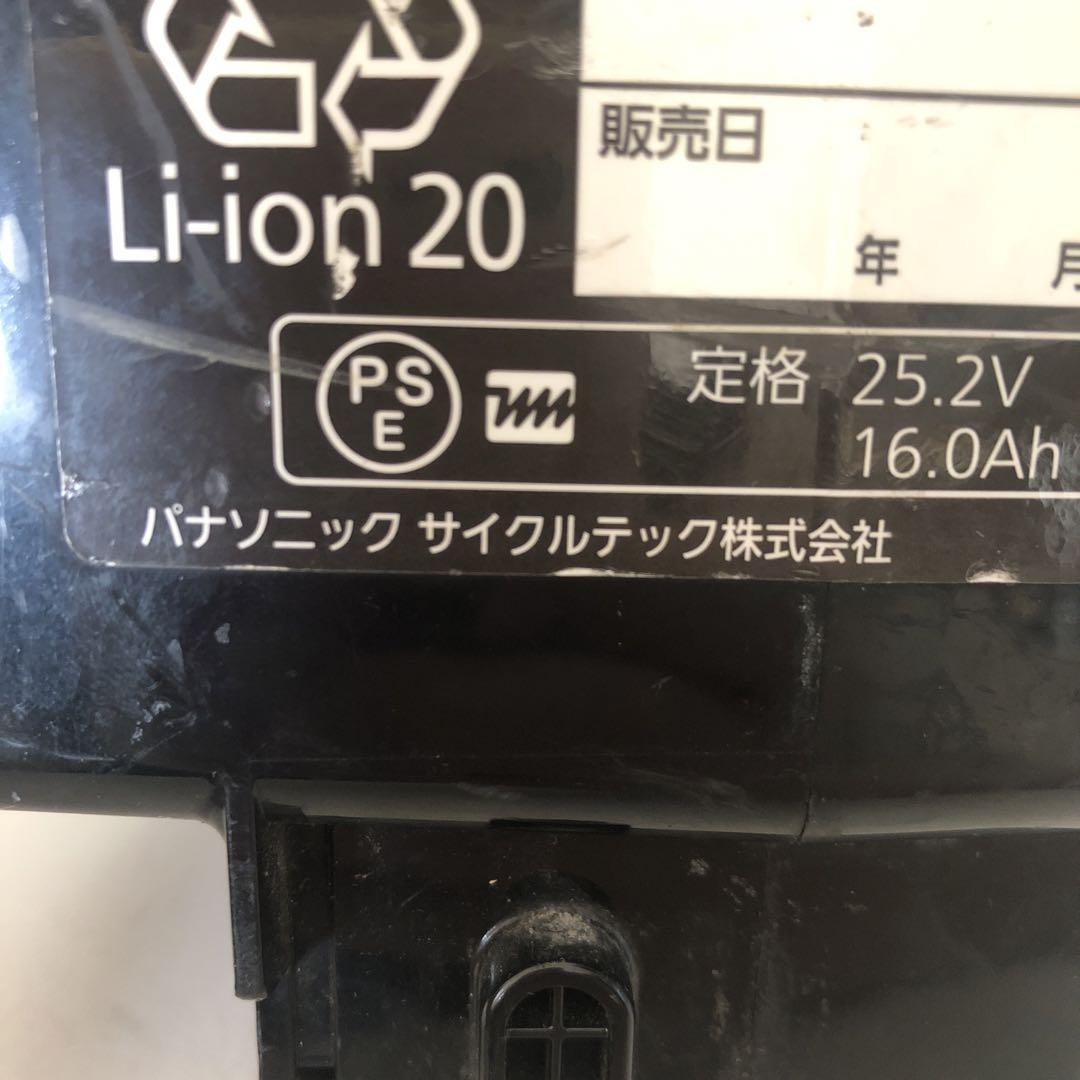 Li-ion 20
販売日
年 月
PS
E
定格 25.2V
16.0Ah
パナソニック サイクルテック株式会社